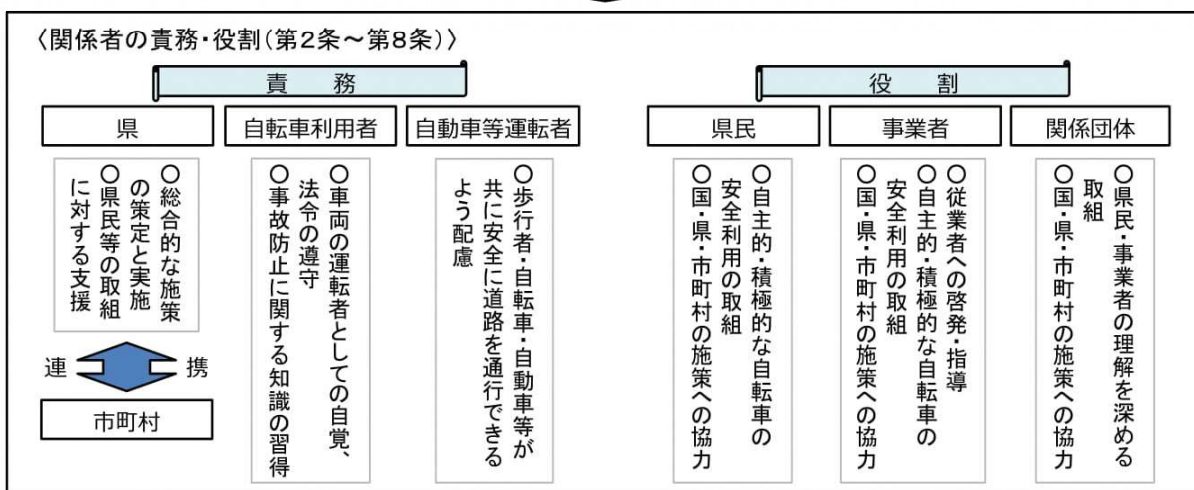 〈関係者の責務・役割(第2条～第8条)〉
責　務
県
○総合的な施策
の策定と実施
○県民等の取組
に対する支援
連　携
市町村
自転車利用者
○車両の運転者としての自覚、
法令の遵守
○事故防止に関する知識の習得
自動車等運転者
○歩行者・自転車・自動車等が
共に安全に道路を通行できる
よう配慮
役　割
県民
○自主的・積極的な自転車の
安全利用の取組
○国・県・市町村の施策への協力
事業者
○従業者への啓発・指導
○自主的・積極的な自転車の
安全利用の取組
○国・県・市町村の施策への協力
関係団体
○県民・事業者の理解を深める
取組
○国・県・市町村の施策への協力